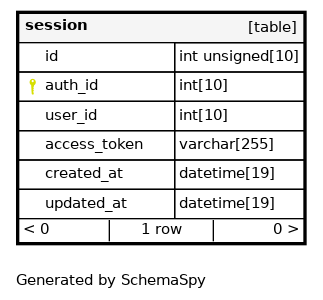 session [table]
id int unsigned[10]
auth_id int[10]
user_id int[10]
access_token varchar[255]
created_at datetime[19]
updated_at datetime[19]
< 0 1 row 0 >
Generated by SchemaSpy